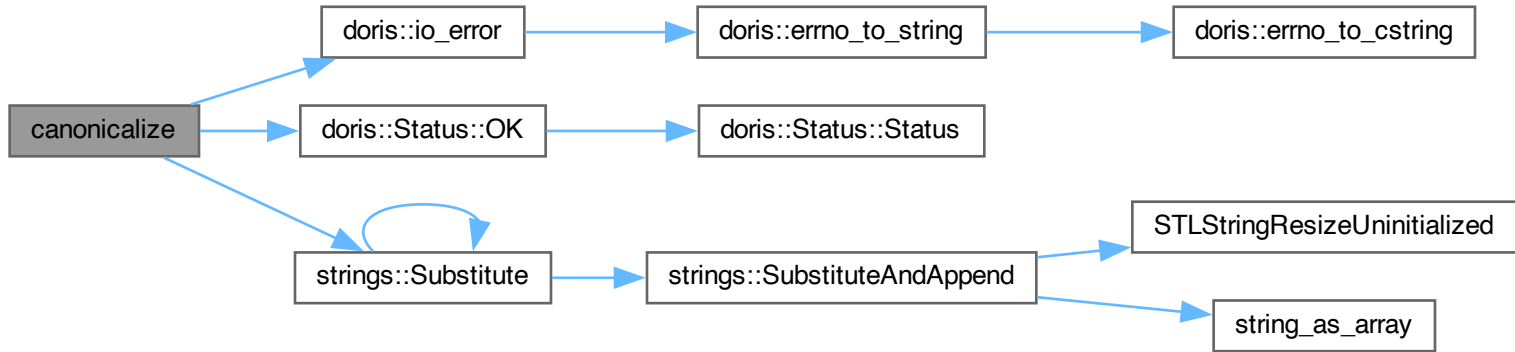 doris::io_error
doris::errno_to_string
doris::errno_to_cstring
canonicalize
doris::Status::OK
doris::Status::Status
STLStringResizeUninitialized
strings::Substitute
strings::SubstituteAndAppend
string_as_array